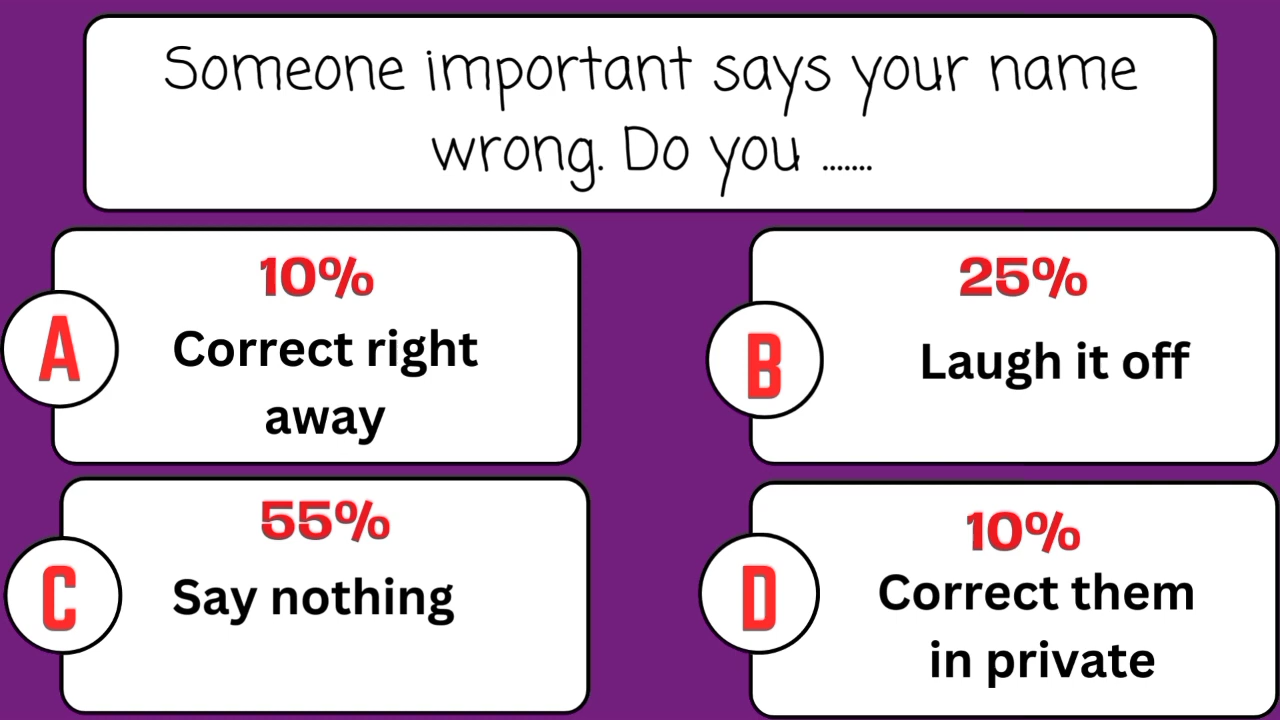 Someone important says your name
wrong. Do you .......
10%
A
Correct right
away
25%
B
Laugh it off
55%
C
Say nothing
10%
D
Correct them
in private